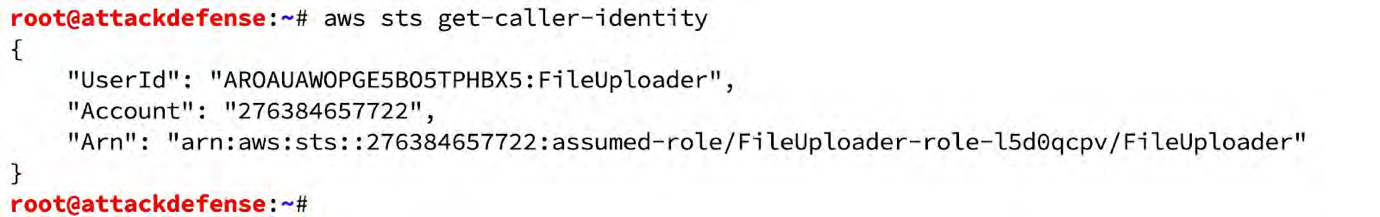 root@attackdefense:~# aws sts get-caller-identity
{
    "UserId": "AROAUAWOPGE5BO5TPHBX5:FileUploader",
    "Account": "276384657722",
    "Arn": "arn:aws:sts::276384657722:assumed-role/FileUploader-role-l5d0qcpv/FileUploader"
}
root@attackdefense:~#